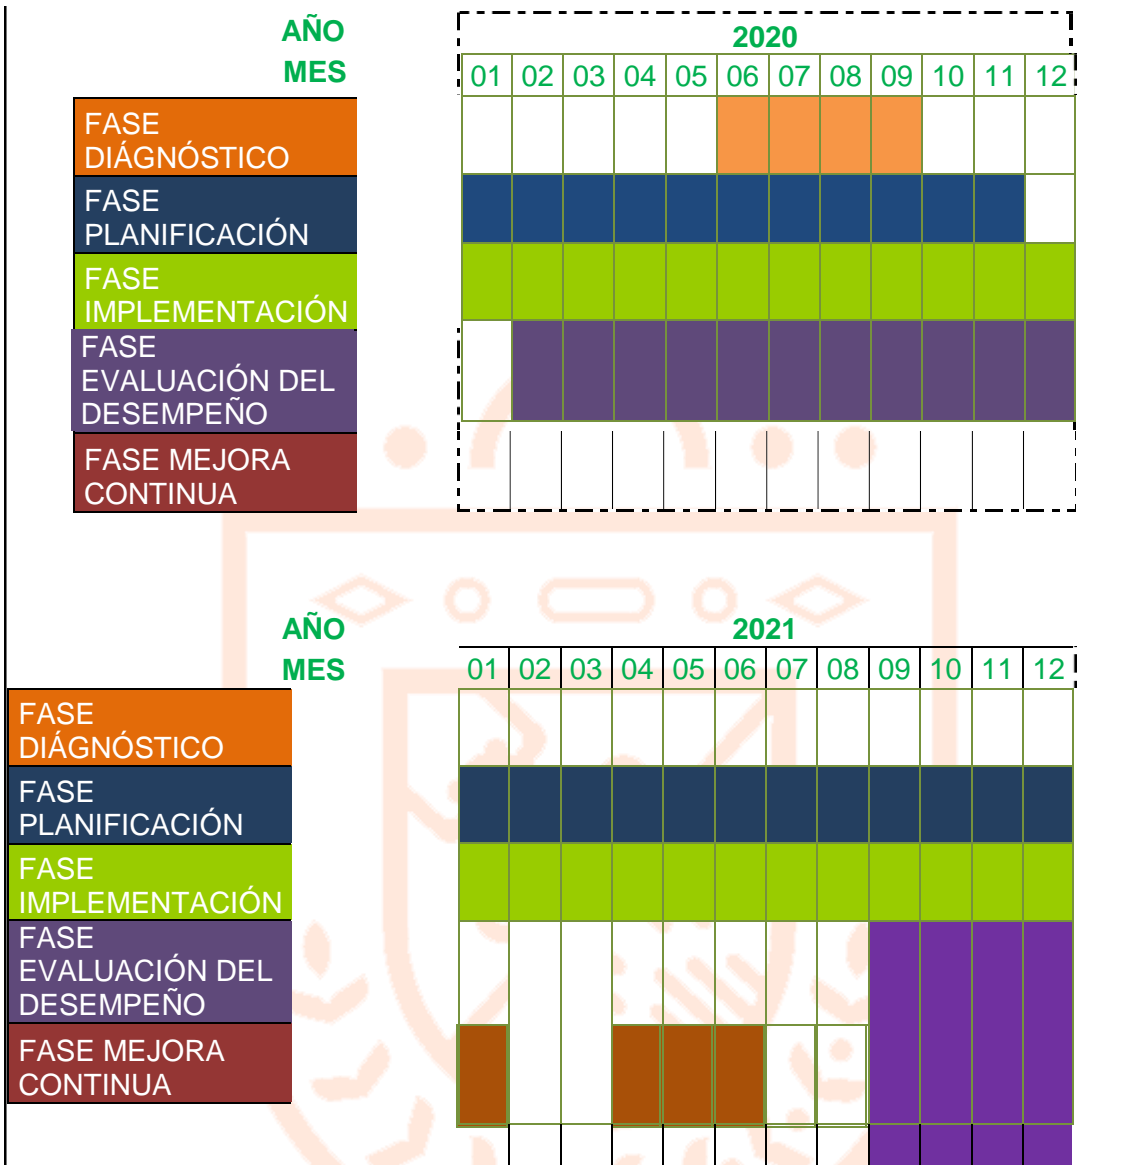 AÑO 2020
MES 01 02 03 04 05 06 07 08 09 10 11 12
FASE
DIÁGNÓSTICO
FASE
PLANIFICACIÓN
FASE
IMPLEMENTACIÓN
FASE
EVALUACIÓN DEL
DESEMPEÑO
FASE MEJORA
CONTINUA
AÑO 2021
MES 01 02 03 04 05 06 07 08 09 10 11 12
FASE
DIÁGNÓSTICO
FASE
PLANIFICACIÓN
FASE
IMPLEMENTACIÓN
FASE
EVALUACIÓN DEL
DESEMPEÑO
FASE MEJORA
CONTINUA